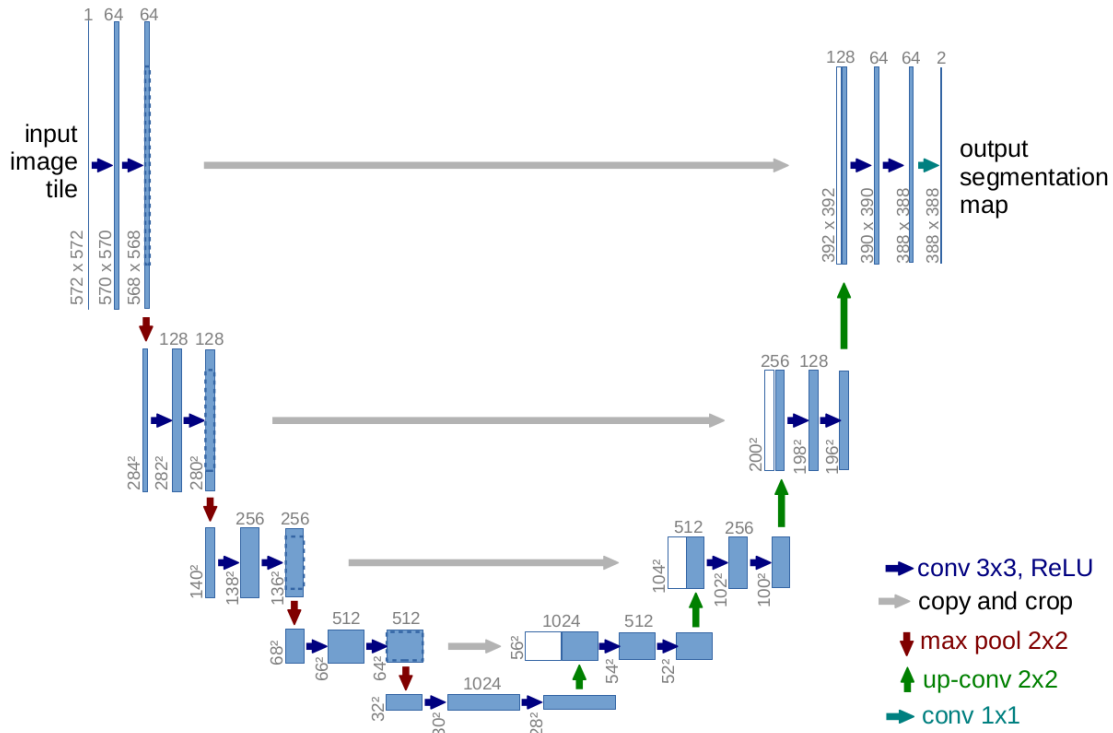 1 64 64
input
image
tile
572 x 572
570 x 570
568 x 568
128 64 64 2
output
segmentation
map
392 x 392
390 x 390
388 x 388
388 x 388
128 128
284²
282²
280²
256 128
200²
198²
196²
256 256
140²
138²
136²
512 256
104²
102²
100²
512 512
68²
66²
64²
1024 512
56²
54²
52²
1024
32²
30²
28²
conv 3x3, ReLU
copy and crop
max pool 2x2
up-conv 2x2
conv 1x1